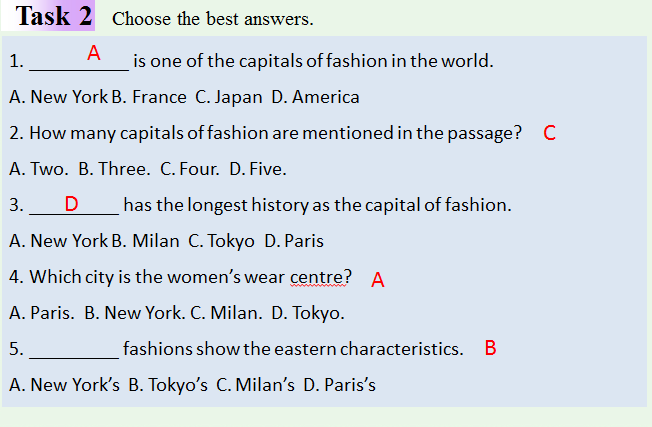 Task 2 Choose the best answers.
1. __________ is one of the capitals of fashion in the world. A
A. New York B. France C. Japan D. America
2. How many capitals of fashion are mentioned in the passage? C
A. Two. B. Three. C. Four. D. Five.
3. ____D____ has the longest history as the capital of fashion.
A. New York B. Milan C. Tokyo D. Paris
4. Which city is the women's wear centre? A
A. Paris. B. New York. C. Milan. D. Tokyo.
5. _________ fashions show the eastern characteristics. B
A. New York's B. Tokyo's C. Milan's D. Paris's